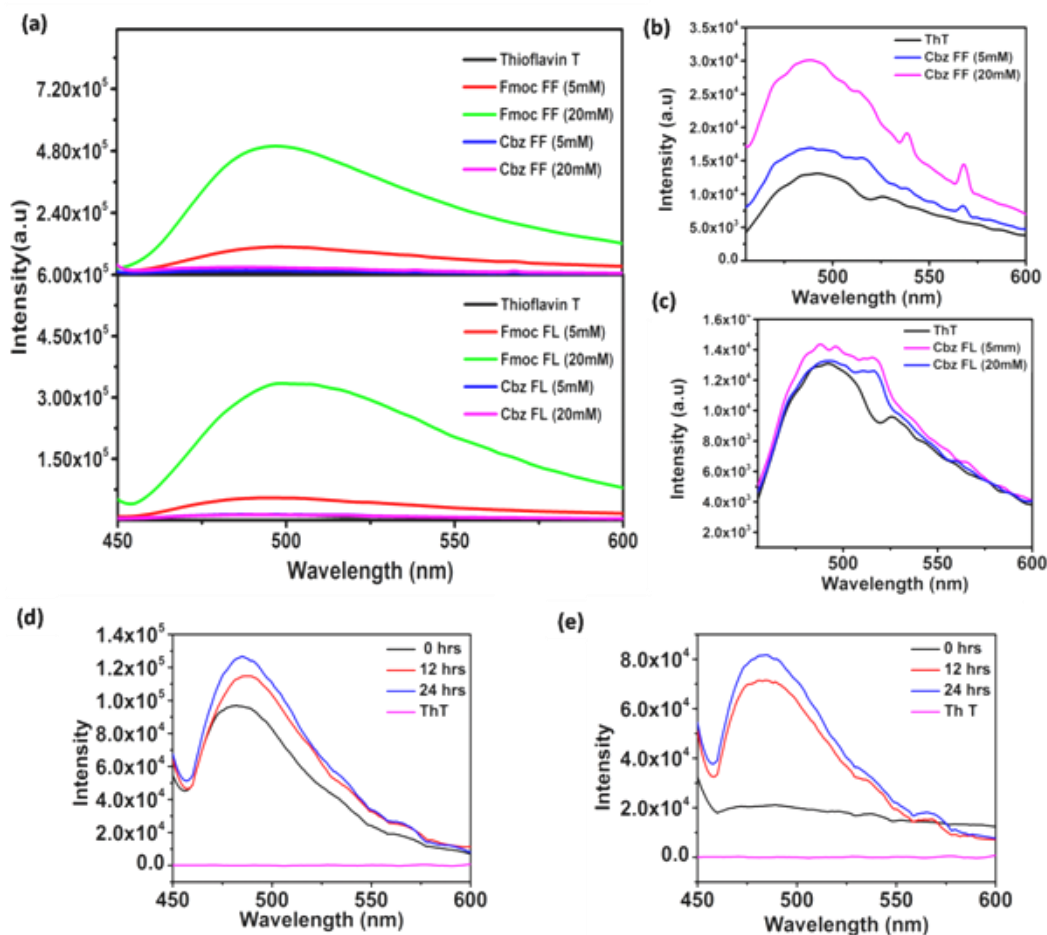 (a)
Intensity(a.u)
7.20x10⁵
4.80x10⁵
2.40x10⁵
6.00x10⁵
4.50x10⁵
3.00x10⁵
1.50x10⁵
Thioflavin T
Fmoc FF (5mM)
Fmoc FF (20mM)
Cbz FF (5mM)
Cbz FF (20mM)
Thioflavin T
Fmoc FL (5mM)
Fmoc FL (20mM)
Cbz FL (5mM)
Cbz FL (20mM)
450 500 550 600
Wavelength (nm)
(b)
Intensity (a.u)
3.5x10⁴
3.0x10⁴
2.5x10⁴
2.0x10⁴
1.5x10⁴
1.0x10⁴
5.0x10³
0.0
ThT
Cbz FF (5mM)
Cbz FF (20mM)
500 550 600
Wavelength (nm)
(c)
Intensity (a.u)
1.4x10⁴
1.2x10⁴
1.0x10⁴
8.0x10³
6.0x10³
4.0x10³
2.0x10³
ThT
Cbz FL (5mm)
Cbz FL (20mM)
500 550 600
Wavelength (nm)
(d)
Intensity
1.4x10⁵
1.2x10⁵
1.0x10⁵
8.0x10⁴
6.0x10⁴
4.0x10⁴
2.0x10⁴
0.0
0 hrs
12 hrs
24 hrs
ThT
450 500 550 600
Wavelength (nm)
(e)
Intensity
8.0x10⁴
6.0x10⁴
4.0x10⁴
2.0x10⁴
0.0
0 hrs
12 hrs
24 hrs
Th T
450 500 550 600
Wavelength (nm)